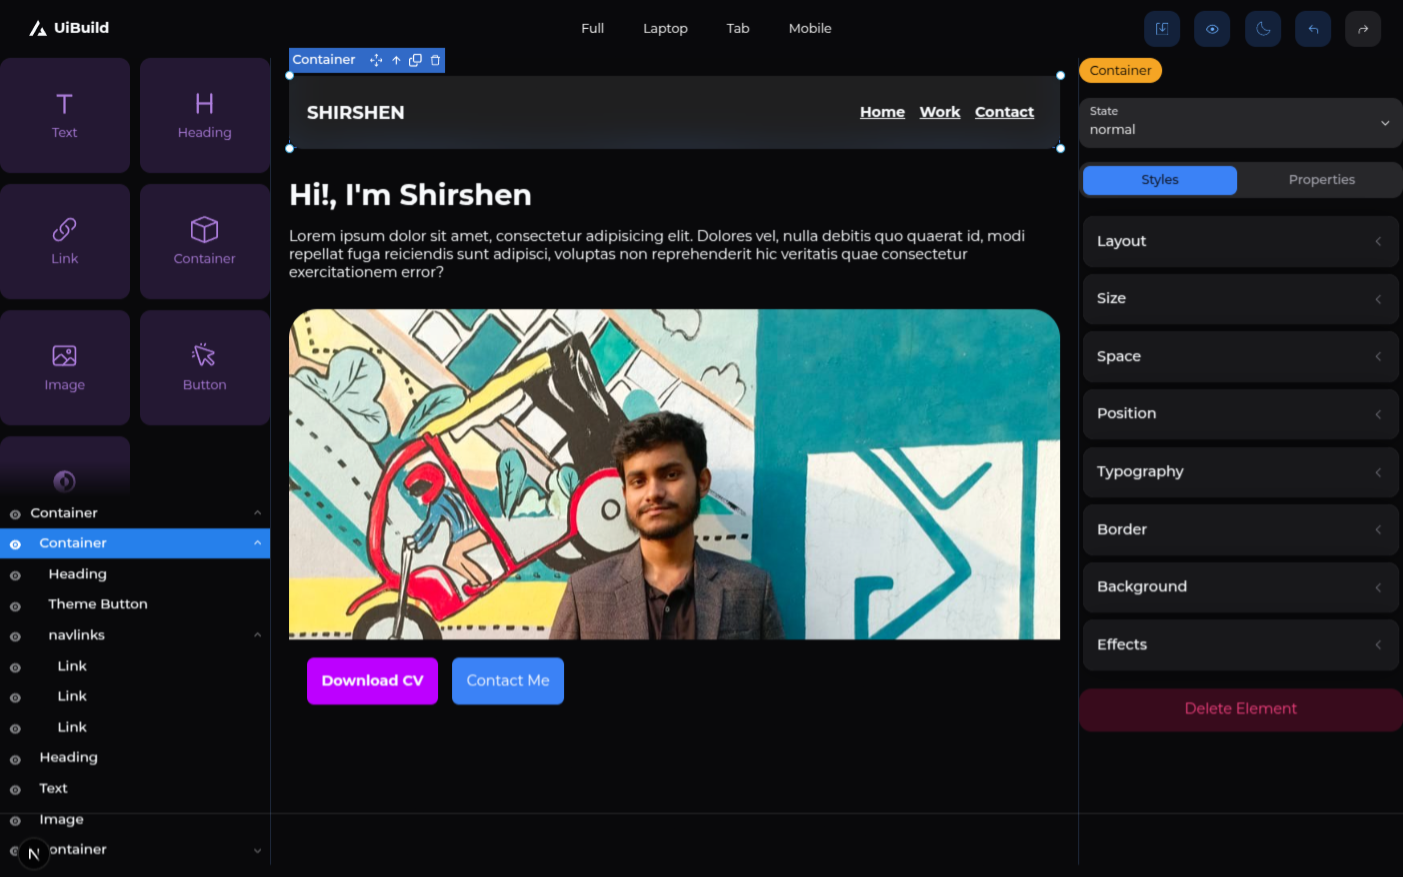 UiBuild
Full Laptop Tab Mobile
Text
Heading
Link
Container
Image
Button
Container
Container
Heading
Theme Button
navlinks
Link
Link
Link
Heading
Text
Image
ontainer
N
Container
SHIRSHEN
Home Work Contact
Hi!, I'm Shirshen
Lorem ipsum dolor sit amet, consectetur adipisicing elit. Dolores vel, nulla debitis quo quaerat id, modi
repellat fuga reiciendis sunt adipisci, voluptas non reprehenderit hic veritatis quae consectetur
exercitationem error?
Download CV
Contact Me
Container
State
normal
Styles Properties
Layout
Size
Space
Position
Typography
Border
Background
Effects
Delete Element